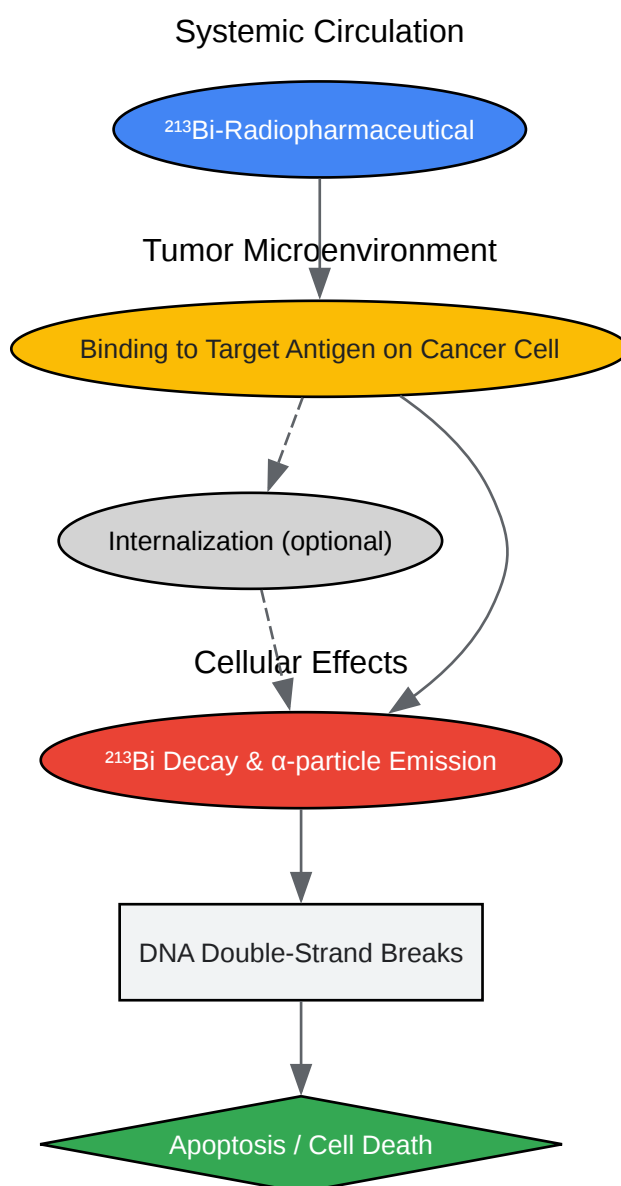 Systemic Circulation
²¹³Bi-Radiopharmaceutical
Tumor Microenvironment
Binding to Target Antigen on Cancer Cell
Internalization (optional)
Cellular Effects
²¹³Bi Decay & α-particle Emission
DNA Double-Strand Breaks
Apoptosis / Cell Death